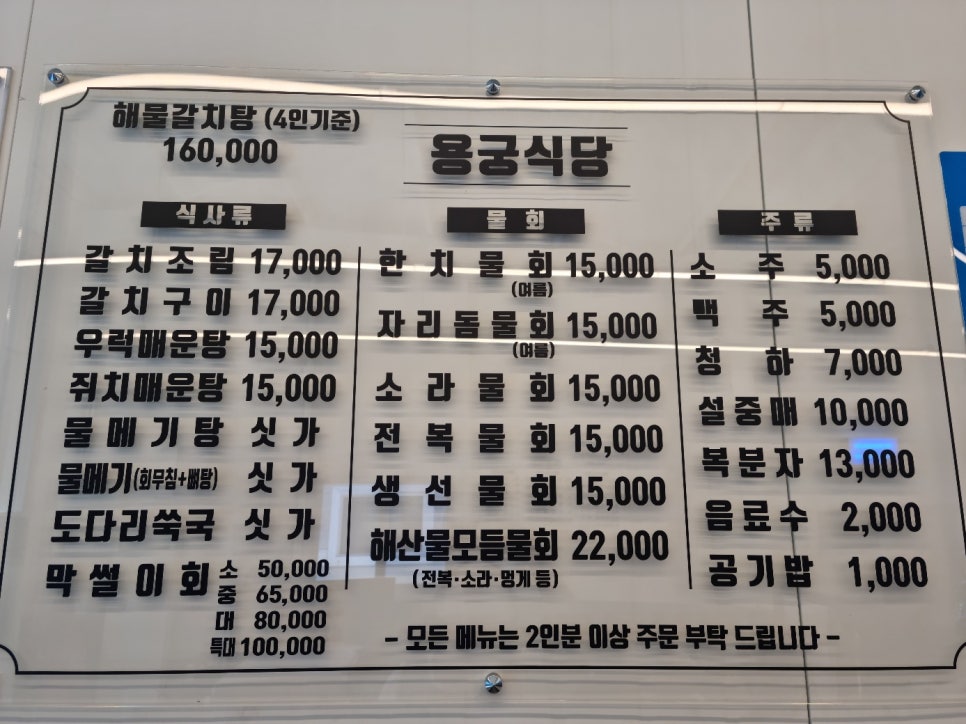 해물갈치탕 (4인기준)
160,000
용궁식당
식사류
갈치조림 17,000
갈치구이 17,000
우럭매운탕 15,000
쥐치매운탕 15,000
물메기탕 싯가
물메기(회무침+뼈탕) 싯가
도다리쑥국 싯가
막썰이회 소 50,000
중 65,000
대 80,000
특대 100,000
물회
한치물회 15,000
(여름)
자리돔물회 15,000
(여름)
소라물회 15,000
전복물회 15,000
생선물회 15,000
해산물모듬물회 22,000
(전복·소라·멍게 등)
주류
소주 5,000
맥주 5,000
청하 7,000
설중매 10,000
복분자 13,000
음료수 2,000
공기밥 1,000
- 모든 메뉴는 2인분 이상 주문 부탁 드립니다 -